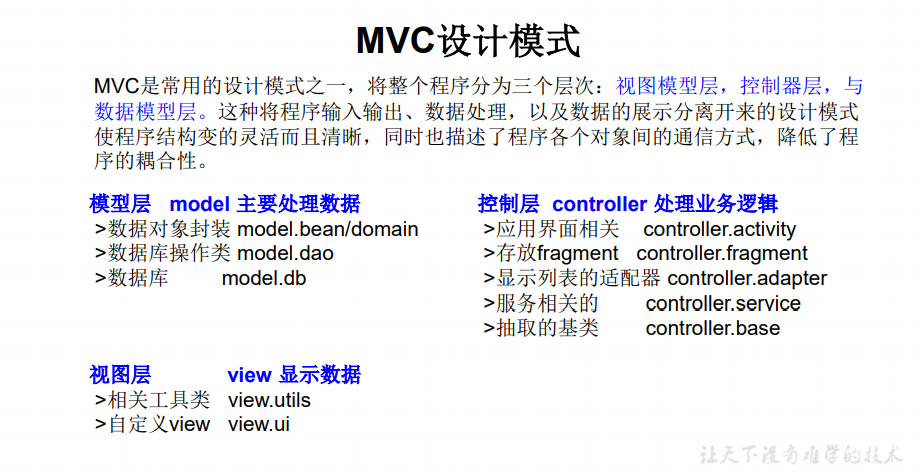 MVC设计模式
MVC是常用的设计模式之一，将整个程序分为三个层次：视图模型层，控制器层，与
数据模型层。这种将程序输入输出、数据处理，以及数据的展示分离开来的设计模式
使程序结构变的灵活而且清晰，同时也描述了程序各个对象间的通信方式，降低了程
序的耦合性。
模型层 model 主要处理数据
>数据对象封装 model.bean/domain
>数据库操作类 model.dao
>数据库 model.db
控制层 controller 处理业务逻辑
>应用界面相关 controller.activity
>存放fragment controller.fragment
>显示列表的适配器 controller.adapter
>服务相关的 controller.service
>抽取的基类 controller.base
视图层 view 显示数据
>相关工具类 view.utils
>自定义view view.ui
让天下没有难学的技术